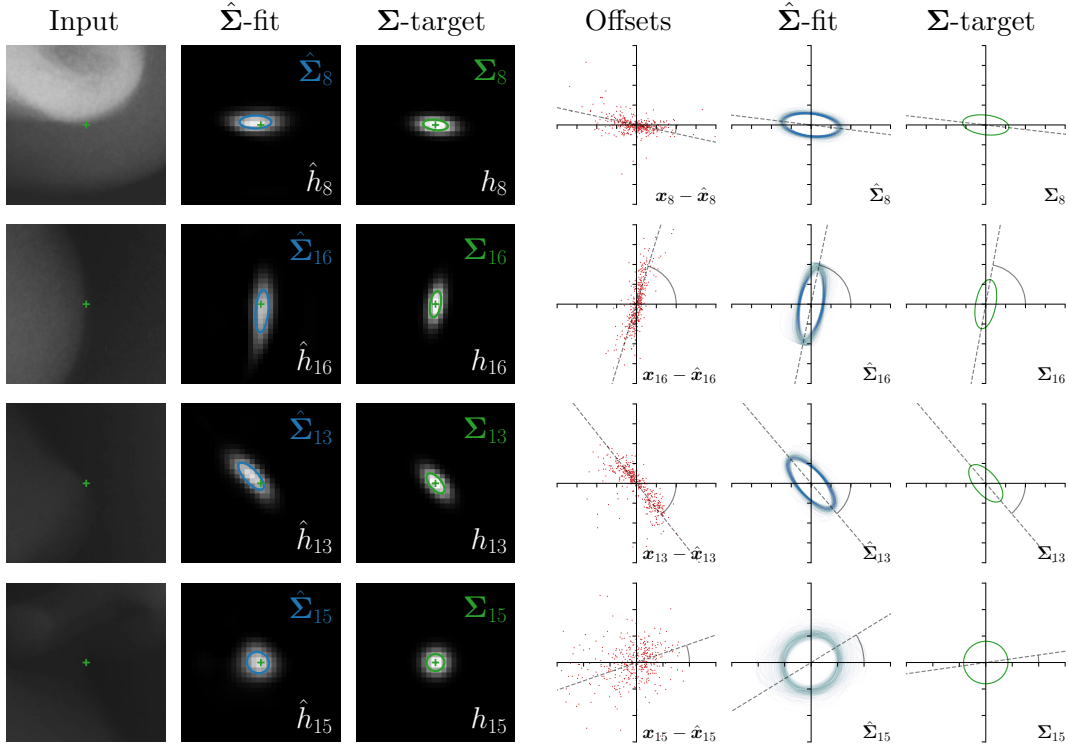 Input Σ̂-fit Σ-target Offsets Σ̂-fit Σ-target
Σ̂₈ Σ₈
ĥ₈ h₈ x₈ − x̂₈ Σ̂₈ Σ₈
Σ̂₁₆ Σ₁₆
ĥ₁₆ h₁₆ x₁₆ − x̂₁₆ Σ̂₁₆ Σ₁₆
Σ̂₁₃ Σ₁₃
ĥ₁₃ h₁₃ x₁₃ − x̂₁₃ Σ̂₁₃ Σ₁₃
Σ̂₁₅ Σ₁₅
ĥ₁₅ h₁₅ x₁₅ − x̂₁₅ Σ̂₁₅ Σ₁₅